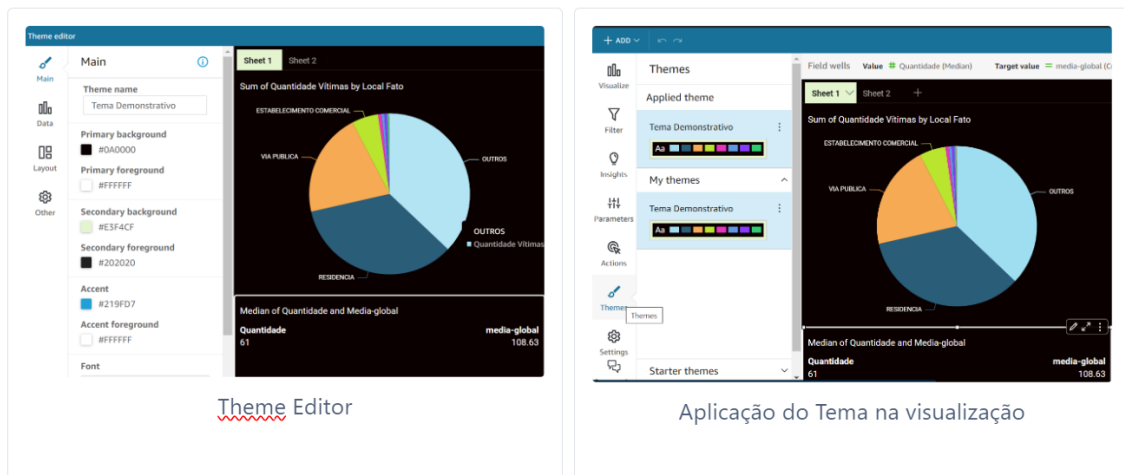 Theme editor
Main
Data
Layout
Other
Main
Theme name
Tema Demonstrativo
Primary background
#0A0000
Primary foreground
#FFFFFF
Secondary background
#E3F4CF
Secondary foreground
#202020
Accent
#219FD7
Accent foreground
#FFFFFF
Font
Sheet 1 Sheet 2
Sum of Quantidade Vítimas by Local Fato
ESTABELECIMENTO COMERCIAL
VIA PUBLICA
OUTROS
OUTROS
Quantidade Vítimas
RESIDENCIA
Median of Quantidade and Media-global
Quantidade media-global
61 108.63
Theme Editor
+ ADD
Visualize
Filter
Insights
Parameters
Actions
Themes
Themes
Settings
Themes
Applied theme
Tema Demonstrativo
Aa
My themes
Tema Demonstrativo
Aa
Starter themes
Field wells Value # Quantidade (Median) Target value = media-global
Sheet 1 Sheet 2 +
Sum of Quantidade Vítimas by Local Fato
ESTABELECIMENTO COMERCIAL
VIA PUBLICA
OUTROS
RESIDENCIA
Median of Quantidade and Media-global
Quantidade media-global
61 108.63
Aplicação do Tema na visualização